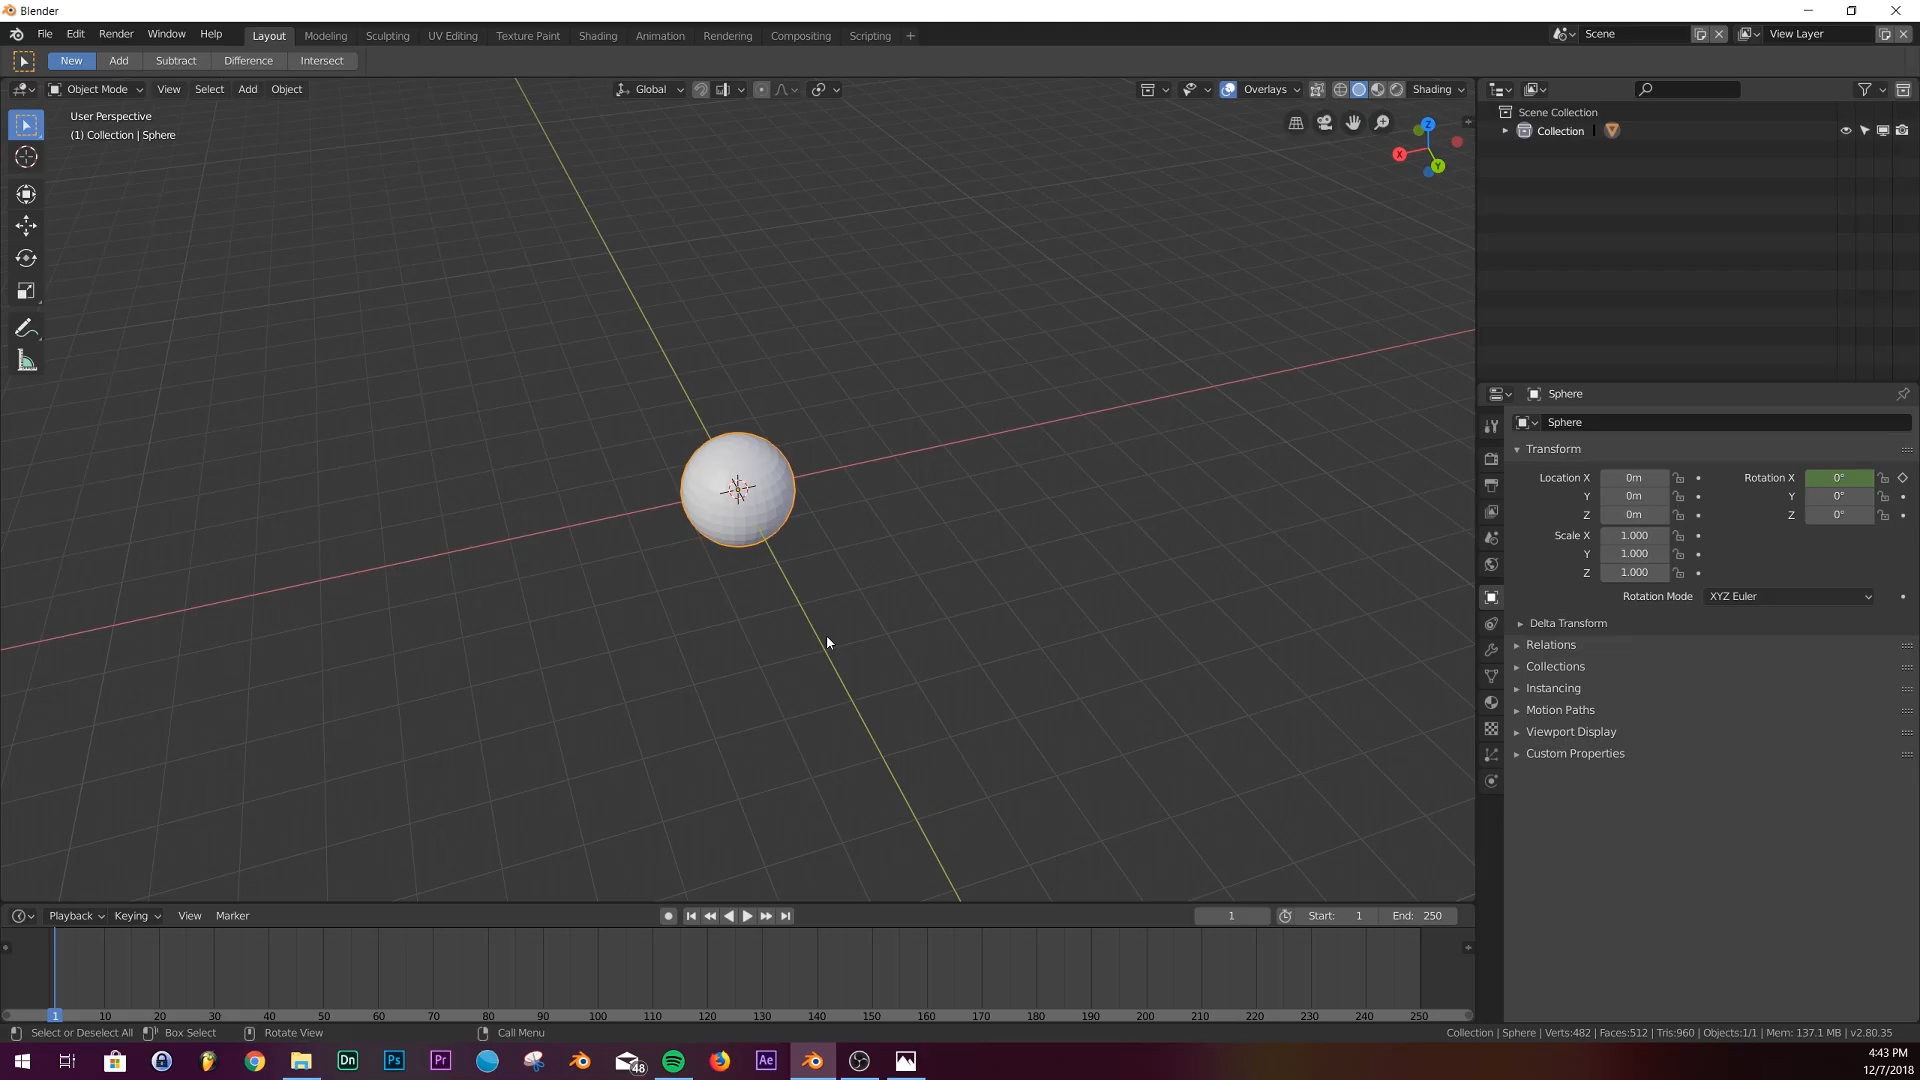 Blender
File Edit Render Window Help Layout Modeling Sculpting UV Editing Texture Paint Shading Animation Rendering Compositing Scripting + Scene View Layer
New Add Subtract Difference Intersect
Object Mode View Select Add Object Global Overlays Shading
User Perspective
(1) Collection | Sphere
Z
X
Y
Scene Collection
Collection
Sphere
Sphere
Transform
Location X 0m Rotation X 0°
Y 0m Y 0°
Z 0m Z 0°
Scale X 1.000
Y 1.000
Z 1.000
Rotation Mode XYZ Euler
Delta Transform
Relations
Collections
Instancing
Motion Paths
Viewport Display
Custom Properties
Playback Keying View Marker 1 Start: 1 End: 250
1 10 20 30 40 50 60 70 80 90 100 110 120 130 140 150 160 170 180 190 200 210 220 230 240 250
Select or Deselect All Box Select Rotate View Call Menu Collection | Sphere | Verts:482 | Faces:512 | Tris:960 | Objects:1/1 | Mem: 137.1 MB | v2.80.35
Dn Ps Pr 48 Ae
4:43 PM
12/7/2018